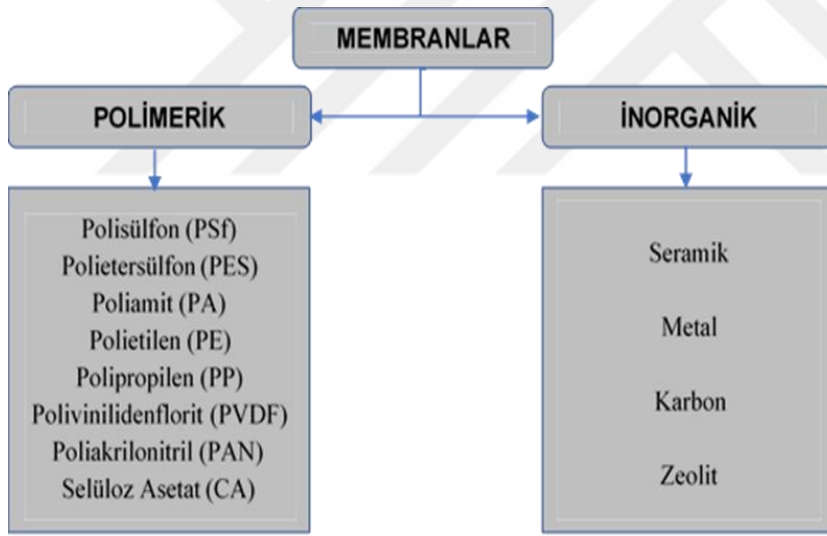 MEMBRANLAR
POLİMERİK
Polisülfon (PSf)
Polietersülfon (PES)
Poliamit (PA)
Polietilen (PE)
Polipropilen (PP)
Polivinilidenflorit (PVDF)
Poliakrilonitril (PAN)
Selüloz Asetat (CA)
İNORGANİK
Seramik
Metal
Karbon
Zeolit